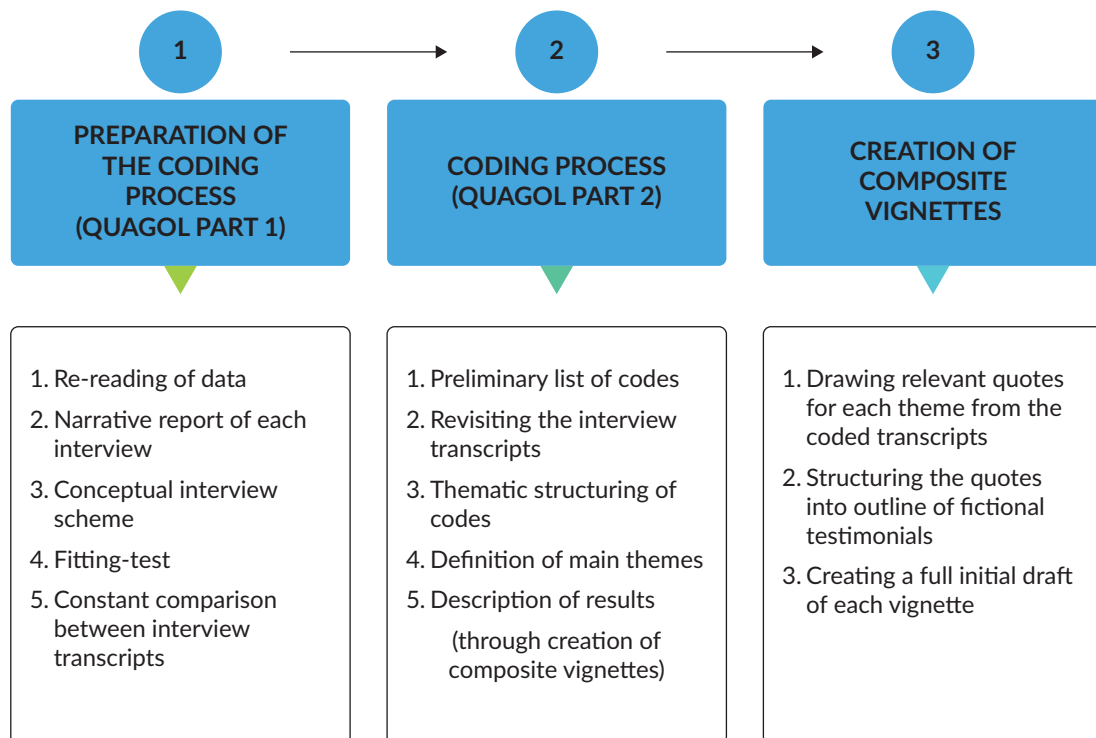 1
PREPARATION OF
THE CODING
PROCESS
(QUAGOL PART 1)
1. Re-reading of data
2. Narrative report of each
interview
3. Conceptual interview
scheme
4. Fitting-test
5. Constant comparison
between interview
transcripts
2
CODING PROCESS
(QUAGOL PART 2)
1. Preliminary list of codes
2. Revisiting the interview
transcripts
3. Thematic structuring of
codes
4. Definition of main themes
5. Description of results
(through creation of
composite vignettes)
3
CREATION OF
COMPOSITE
VIGNETTES
1. Drawing relevant quotes
for each theme from the
coded transcripts
2. Structuring the quotes
into outline of fictional
testimonials
3. Creating a full initial draft
of each vignette